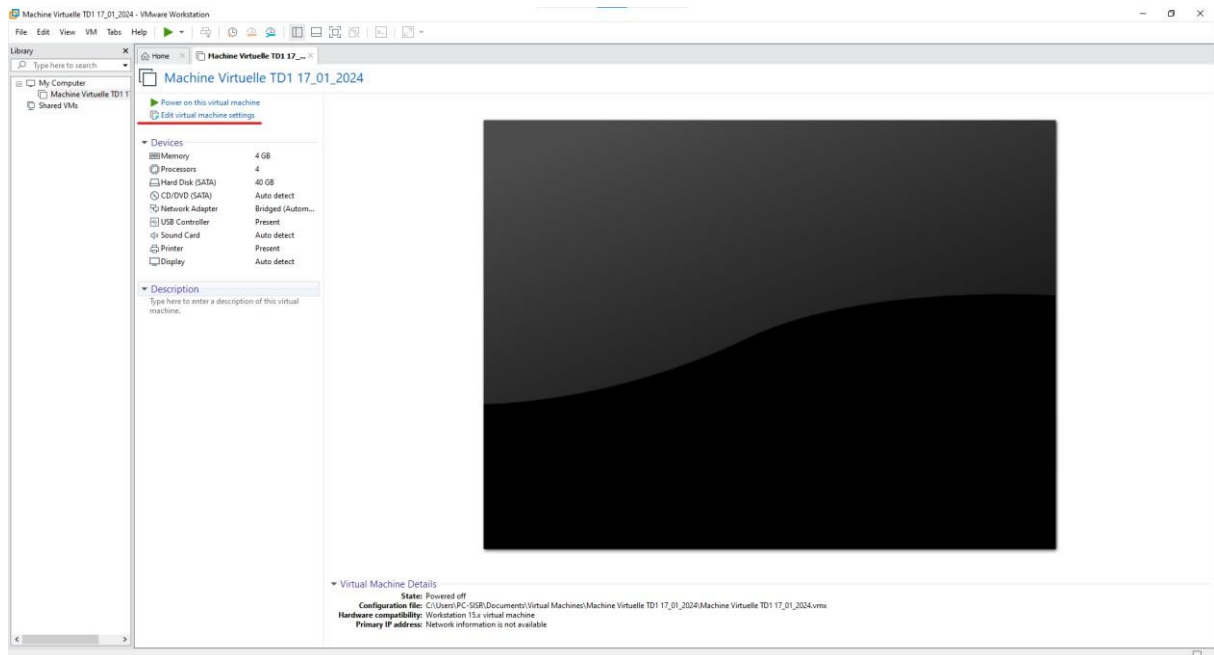 Machine Virtuelle TD1 17_01_2024 - VMware Workstation
File Edit View VM Tabs Help
Library
Type here to search
My Computer
Machine Virtuelle TD1 1
Shared VMs
Home
Machine Virtuelle TD1 17_...
Machine Virtuelle TD1 17_01_2024
Power on this virtual machine
Edit virtual machine settings
Devices
Memory 4 GB
Processors 4
Hard Disk (SATA) 40 GB
CD/DVD (SATA) Auto detect
Network Adapter Bridged (Autom...
USB Controller Present
Sound Card Auto detect
Printer Present
Display Auto detect
Description
Type here to enter a description of this virtual
machine.
Virtual Machine Details
State: Powered off
Configuration file: C:\Users\PC-SISR\Documents\Virtual Machines\Machine Virtuelle TD1 17_01_2024\Machine Virtuelle TD1 17_01_2024.vmx
Hardware compatibility: Workstation 15.x virtual machine
Primary IP address: Network information is not available